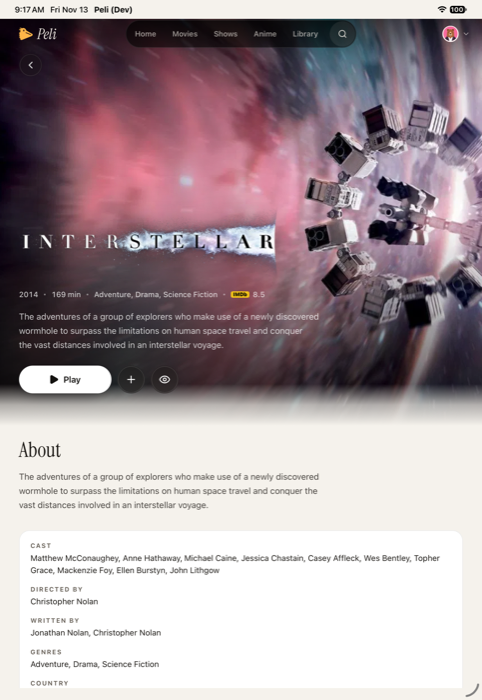 9:17 AM Fri Nov 13 Peli (Dev) 100
Peli Home Movies Shows Anime Library
INTERSTELLAR
2014 • 169 min • Adventure, Drama, Science Fiction • IMDb 8.5
The adventures of a group of explorers who make use of a newly discovered
wormhole to surpass the limitations on human space travel and conquer
the vast distances involved in an interstellar voyage.
Play
About
The adventures of a group of explorers who make use of a newly discovered
wormhole to surpass the limitations on human space travel and conquer the
vast distances involved in an interstellar voyage.
CAST
Matthew McConaughey, Anne Hathaway, Michael Caine, Jessica Chastain, Casey Affleck, Wes Bentley, Topher
Grace, Mackenzie Foy, Ellen Burstyn, John Lithgow
DIRECTED BY
Christopher Nolan
WRITTEN BY
Jonathan Nolan, Christopher Nolan
GENRES
Adventure, Drama, Science Fiction
COUNTRY